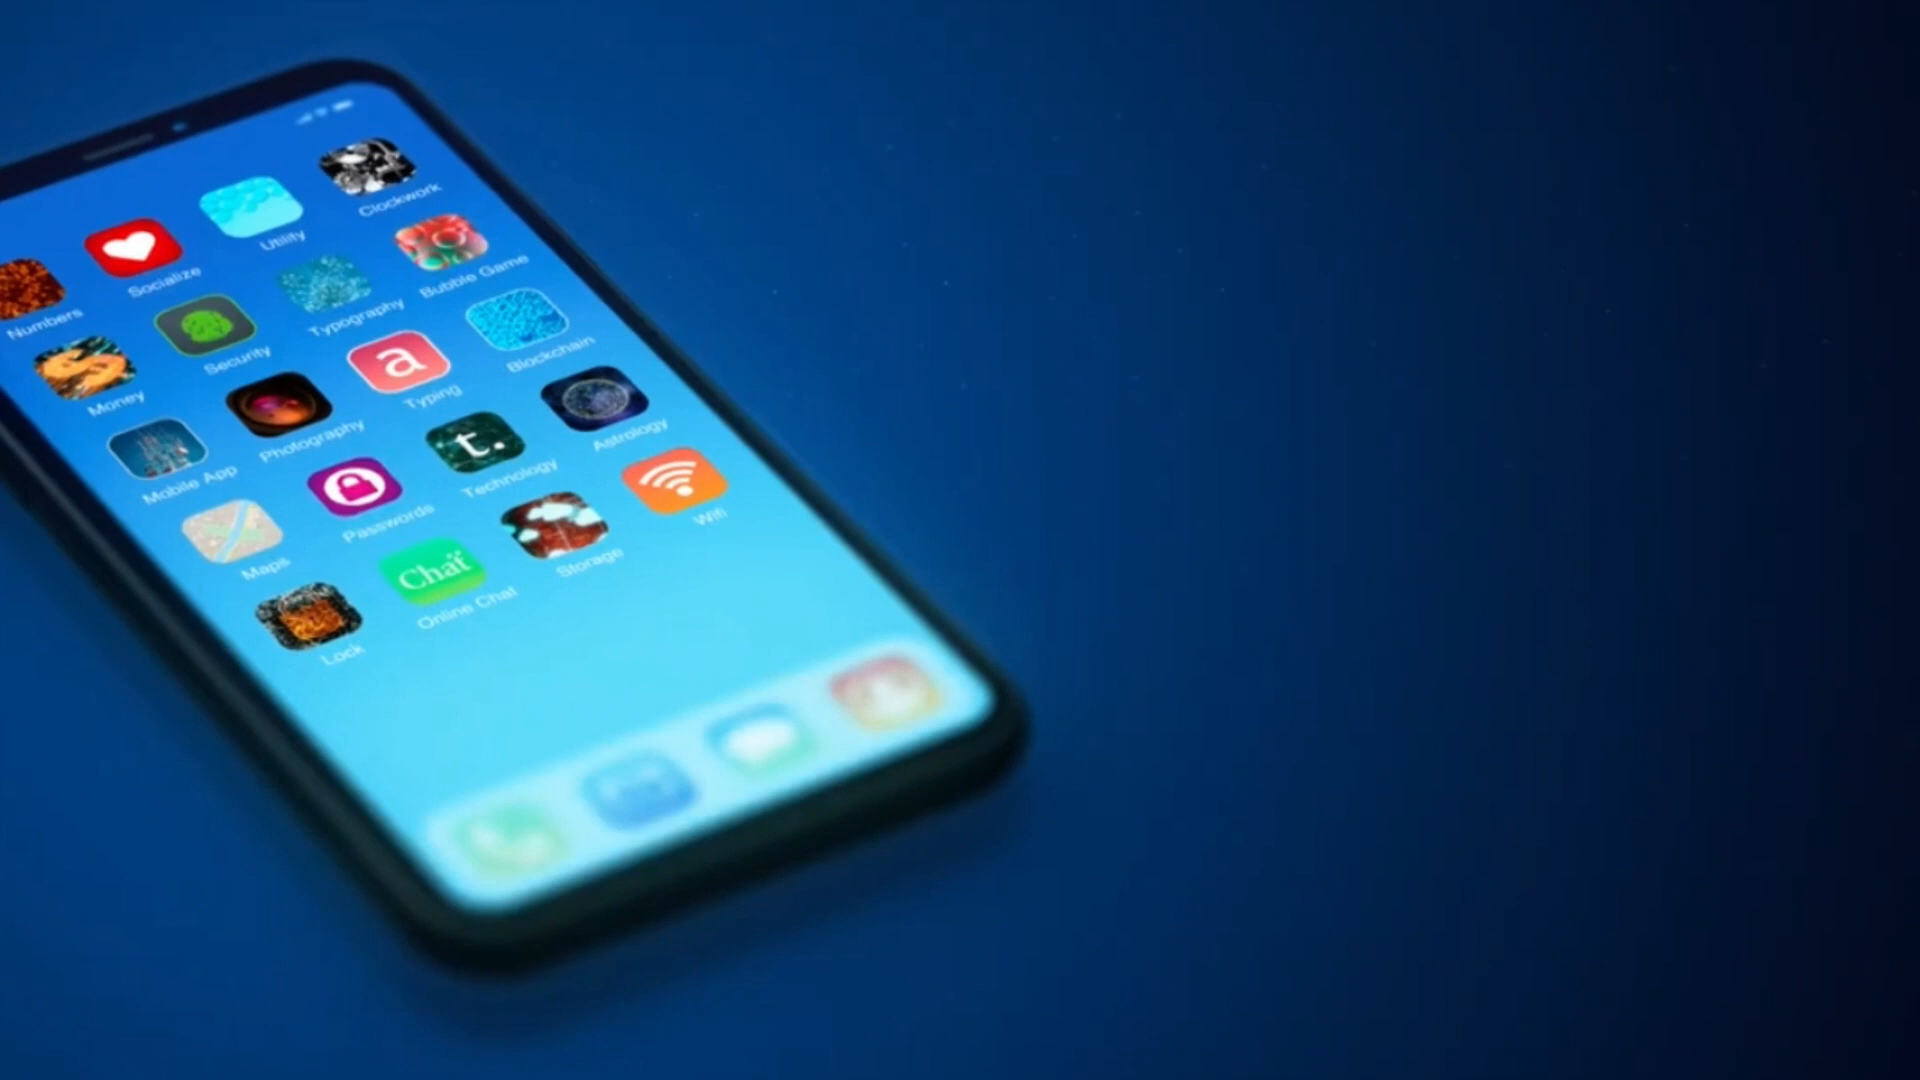 Numbers
Socialize
Utility
Clockwork
Money
Security
Typography
Bubble Game
Mobile App
Photography
a
Typing
Blockchain
Maps
Passwords
t.
Technology
Astrology
Lock
Chat
Online Chat
Storage
Wifi